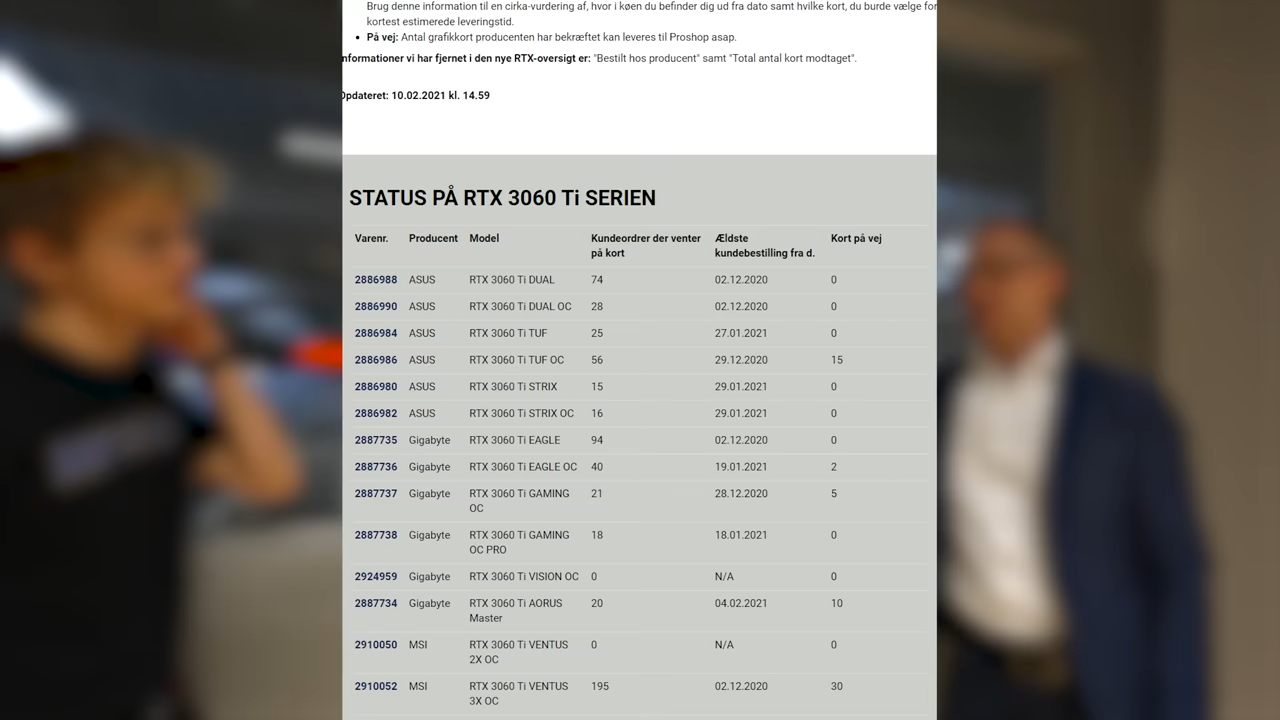 Brug denne information til en cirka-vurdering af, hvor i køen du befinder dig ud fra dato samt hvilke kort, du burde vælge for
kortest estimerede leveringstid.
• På vej: Antal grafikkort producenten har bekræftet kan leveres til Proshop asap.
nformationer vi har fjernet i den nye RTX-oversigt er: "Bestilt hos producent" samt "Total antal kort modtaget".
Opdateret: 10.02.2021 kl. 14.59
STATUS PÅ RTX 3060 Ti SERIEN
Varenr. Producent Model Kundeordrer der venter på kort Ældste kundebestilling fra d. Kort på vej
2886988 ASUS RTX 3060 Ti DUAL 74 02.12.2020 0
2886990 ASUS RTX 3060 Ti DUAL OC 28 02.12.2020 0
2886984 ASUS RTX 3060 Ti TUF 25 27.01.2021 0
2886986 ASUS RTX 3060 Ti TUF OC 56 29.12.2020 15
2886980 ASUS RTX 3060 Ti STRIX 15 29.01.2021 0
2886982 ASUS RTX 3060 Ti STRIX OC 16 29.01.2021 0
2887735 Gigabyte RTX 3060 Ti EAGLE 94 02.12.2020 0
2887736 Gigabyte RTX 3060 Ti EAGLE OC 40 19.01.2021 2
2887737 Gigabyte RTX 3060 Ti GAMING OC 21 28.12.2020 5
2887738 Gigabyte RTX 3060 Ti GAMING OC PRO 18 18.01.2021 0
2924959 Gigabyte RTX 3060 Ti VISION OC 0 N/A 0
2887734 Gigabyte RTX 3060 Ti AORUS Master 20 04.02.2021 10
2910050 MSI RTX 3060 Ti VENTUS 2X OC 0 N/A 0
2910052 MSI RTX 3060 Ti VENTUS 3X OC 195 02.12.2020 30